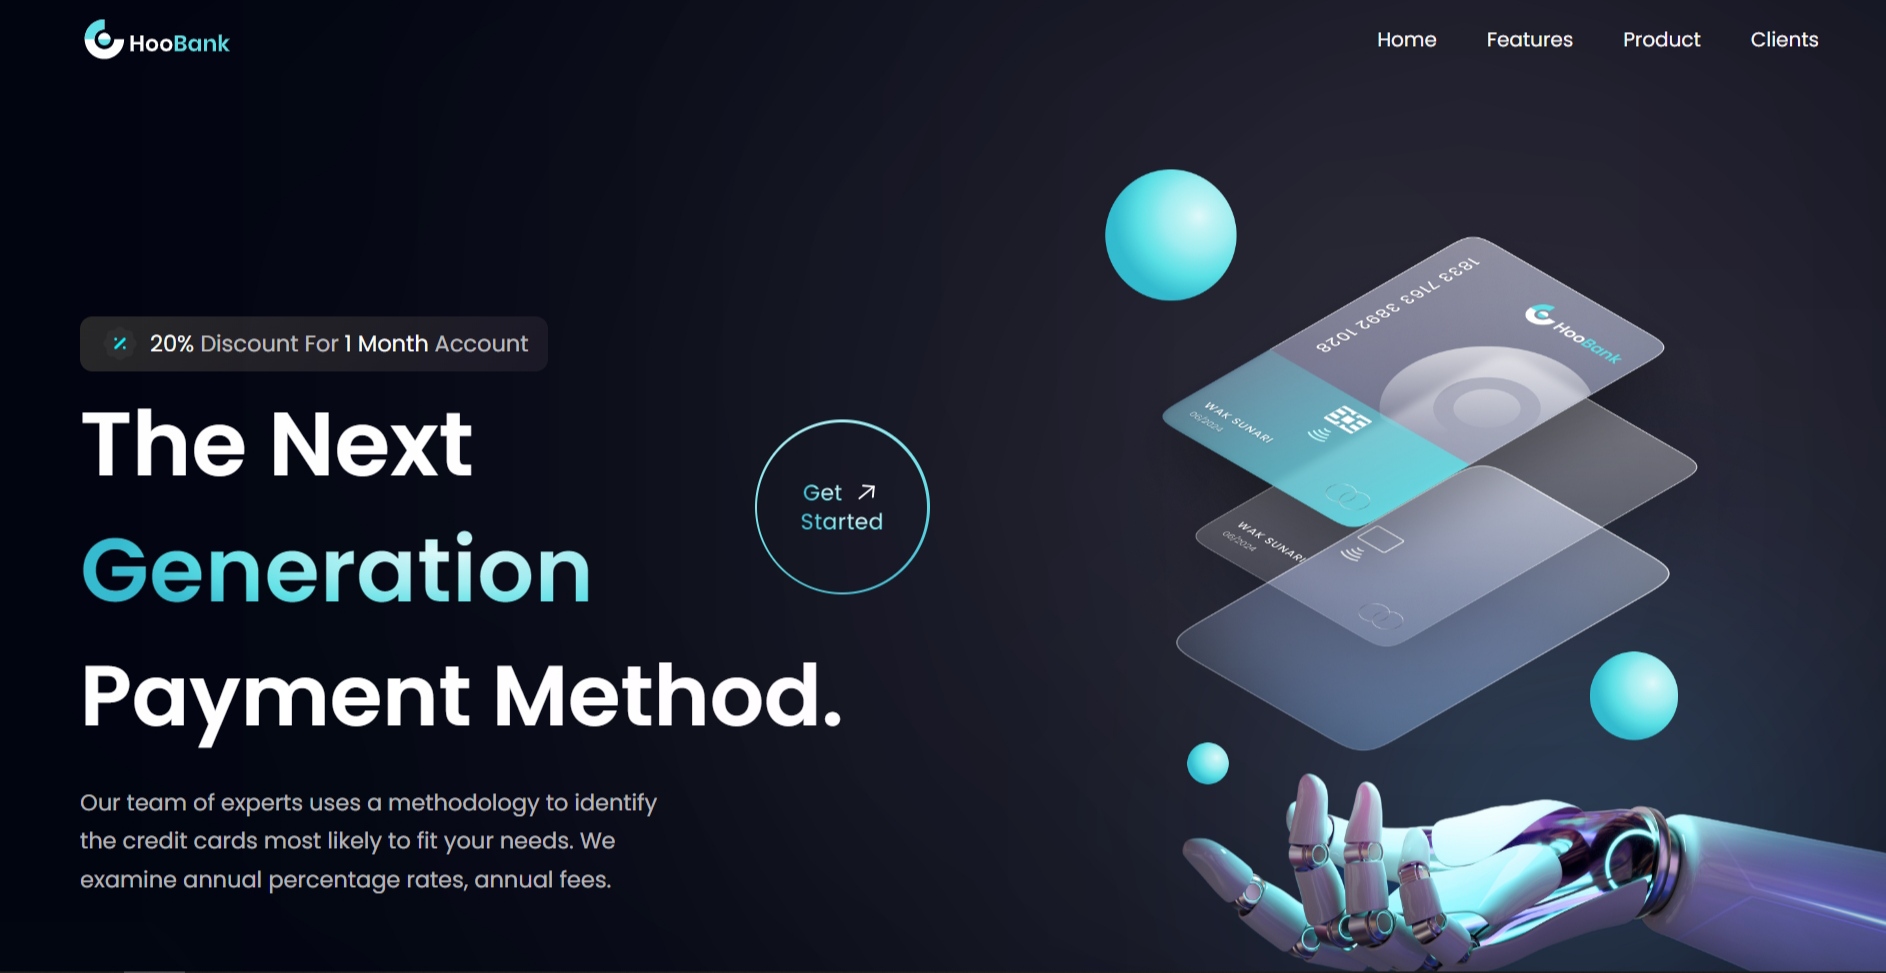 HooBank
Home Features Product Clients
20% Discount For 1 Month Account
The Next
Generation
Payment Method.
Get
Started
Our team of experts uses a methodology to identify
the credit cards most likely to fit your needs. We
examine annual percentage rates, annual fees.
1833 7163 3892 1028
HooBank
WAK SUNARI
06/2024
WAK SUNARI
06/2024